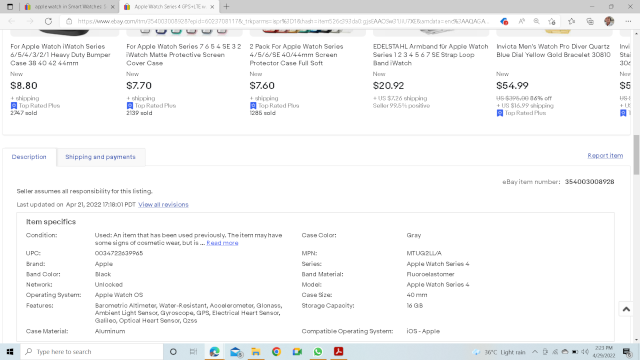 apple watch in Smart Watches
Apple Watch Series 4 GPS+LTE w
For Apple Watch iWatch Series 6/5/4/3/2/1 Heavy Duty Bumper Case 38 40 42 44mm
New
$8.80
+ shipping
Top Rated Plus
2747 sold
For Apple Watch Series 7 6 5 4 SE 3 2 iWatch Matte Protective Screen Cover Case
New
$7.70
+ shipping
Top Rated Plus
2139 sold
2 Pack For Apple Watch Series 4/5/6/SE 40/44mm Screen Protector Case Full Soft
New
$7.60
+ shipping
Top Rated Plus
1285 sold
EDELSTAHL Armband für Apple Watch Series 1 2 3 4 5 6 7 SE Strap Loop Band iWatch
New
$20.92
+ US $7.26 shipping
Seller 99.5% positive
Invicta Men's Watch Pro Diver Quartz Blue Dial Yellow Gold Bracelet 30810
New
$54.99
US $395.00 86% off
+ US $16.99 shipping
Top Rated Plus
Description
Shipping and payments
Report item
eBay item number: 354003008928
Seller assumes all responsibility for this listing.
Last updated on Apr 21, 2022 17:18:01 PDT View all revisions
Item specifics
Condition: Used: An item that has been used previously. The item may have some signs of cosmetic wear, but is ... Read more
Case Color: Gray
UPC: 0034722639965
MPN: MTUG2LL/A
Brand: Apple
Series: Apple Watch Series 4
Band Color: Black
Band Material: Fluoroelastomer
Network: Unlocked
Model: Apple Watch Series 4
Operating System: Apple Watch OS
Case Size: 40 mm
Features: Barometric Altimeter, Water-Resistant, Accelerometer, Glonass, Ambient Light Sensor, Gyroscope, GPS, Electrical Heart Sensor, Galileo, Optical Heart Sensor, Qzss
Storage Capacity: 16 GB
Case Material: Aluminum
Compatible Operating System: iOS - Apple
Type here to search
36°C Light rain
2:23 PM
4/29/2022